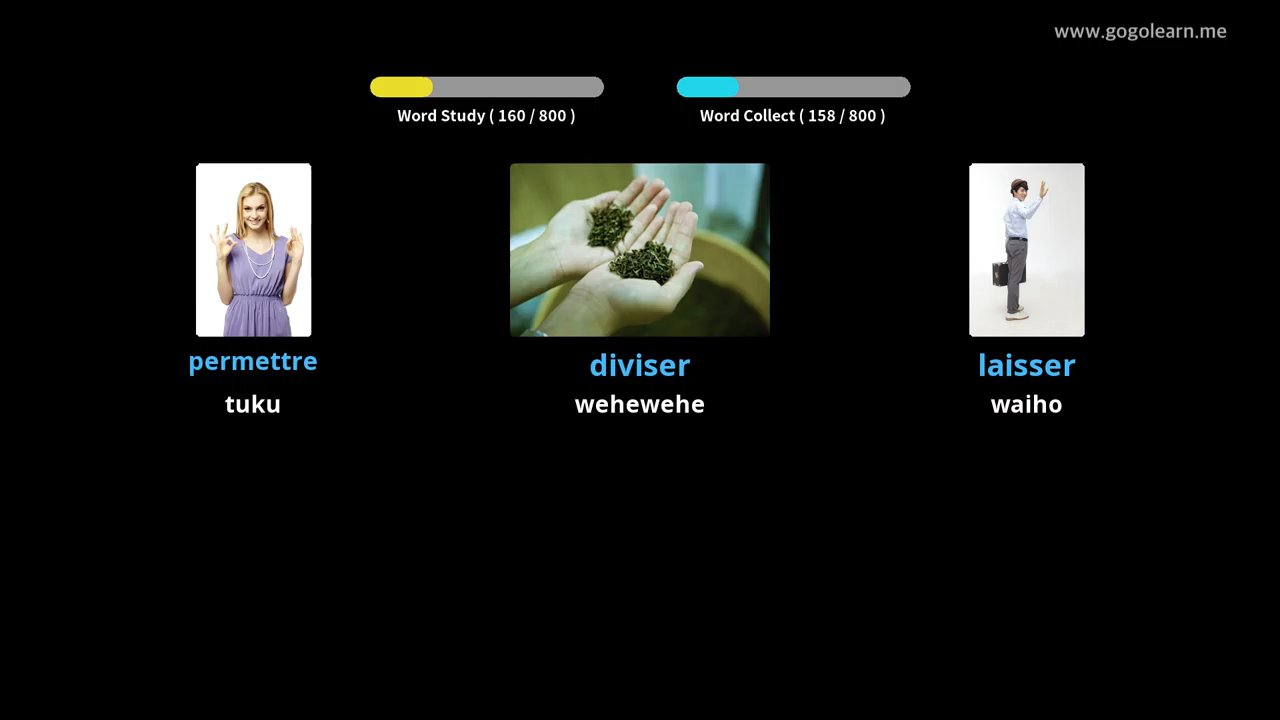 www.gogolearn.me
Word Study ( 160 / 800 )
Word Collect ( 158 / 800 )
permettre
tuku
diviser
wehewehe
laisser
waiho